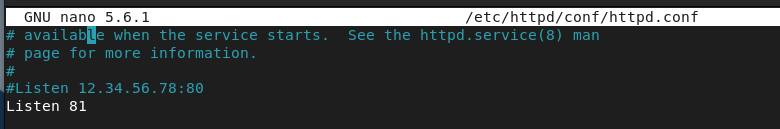 GNU nano 5.6.1 /etc/httpd/conf/httpd.conf
# available when the service starts.  See the httpd.service(8) man
# page for more information.
#
#Listen 12.34.56.78:80
Listen 81